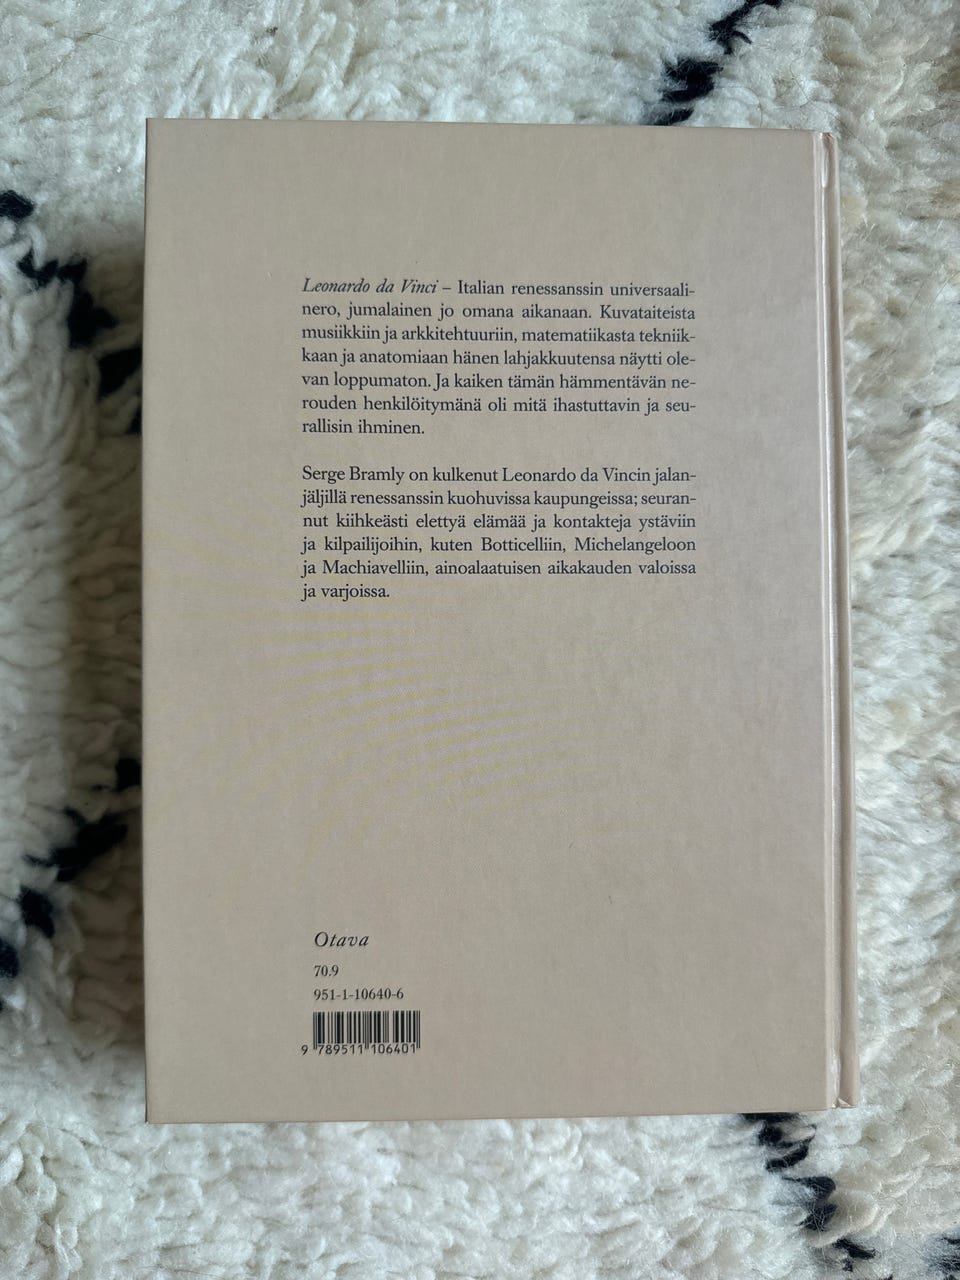 Leonardo da Vinci – Italian renessanssin universaali-
nero, jumalainen jo omana aikanaan. Kuvataiteista
musiikkiin ja arkkitehtuuriin, matematiikasta tekniik-
kaan ja anatomiaan hänen lahjakkuutensa näytti ole-
van loppumaton. Ja kaiken tämän hämmentävän ne-
rouden henkilöitymänä oli mitä ihastuttavin ja seu-
rallisin ihminen.
Serge Bramly on kulkenut Leonardo da Vincin jalan-
jäljillä renessanssin kuohuvissa kaupungeissa; seuran-
nut kiihkeästi elettyä elämää ja kontakteja ystäviin
ja kilpailijoihin, kuten Botticelliin, Michelangeloon
ja Machiavelliin, ainoalaatuisen aikakauden valoissa
ja varjoissa.
Otava
70.9
951-1-10640-6
9 789511 106401